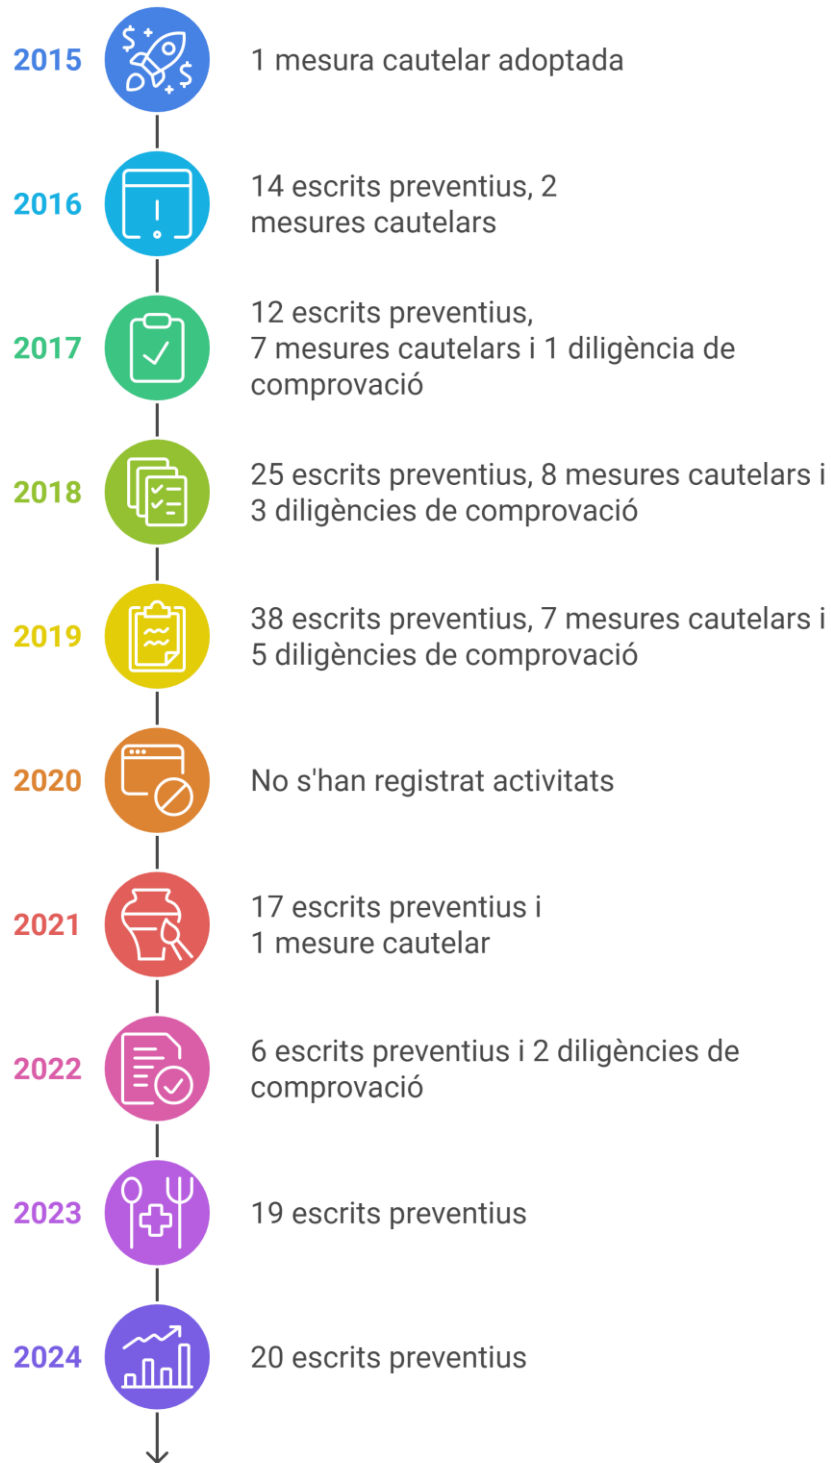 2015
1 mesura cautelar adoptada
2016
14 escrits preventius, 2
mesures cautelars
2017
12 escrits preventius,
7 mesures cautelars i 1 diligència de
comprovació
2018
25 escrits preventius, 8 mesures cautelars i
3 diligències de comprovació
2019
38 escrits preventius, 7 mesures cautelars i
5 diligències de comprovació
2020
No s'han registrat activitats
2021
17 escrits preventius i
1 mesure cautelar
2022
6 escrits preventius i 2 diligències de
comprovació
2023
19 escrits preventius
2024
20 escrits preventius